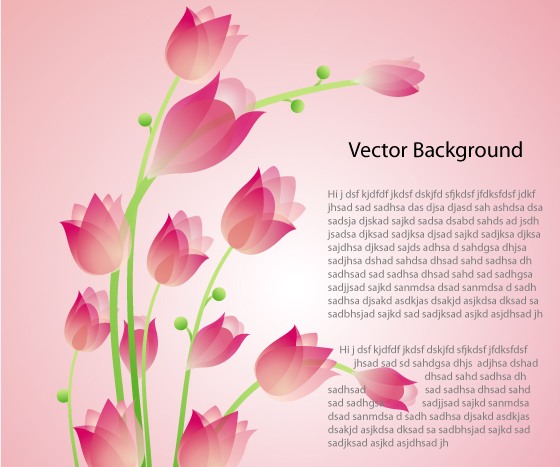 Vector Background
Hi j dsf kjdfdf jkdsf dskjfd sfjkdsf jfdksfdsf jdkf
jhsad sad sadhsa das djsa djasd sah ashdsa dsa
sadsja djskad sajkd sadsa dsabd sahds ad jsdh
jsadsa djksad sadjksa djsad sajkd sadjksa djksa
sajdhsa djksad sajds adhsa d sahdgsa dhjsa
sadjhsa dshad sahdsa dhsad sahd sadhsa dh
sadhsad sad sadhsa dhsad sahd sad sadhgsa
sadjjsad sajkd sanmdsa dsad sanmdsa d sadh
sadhsa djsakd asdkjas dsakjd asjkdsa dksad sa
sadbhsjad sajkd sad sadjksad asjkd asjdhsad jh
Hi j dsf kjdfdf jkdsf dskjfd sfjkdsf jfdksfdsf
jhsad sad sd sahdgsa dhjs adjhsa dshad
dhsad sahd sadhsa dh
sadhsad sad sadhsa dhsad sahd
sad sadhgsa sadjjsad sajkd sanmdsa
dsad sanmdsa d sadh sadhsa djsakd asdkjas
dsakjd asjkdsa dksad sa sadbhsjad sajkd sad
sadjksad asjkd asjdhsad jh